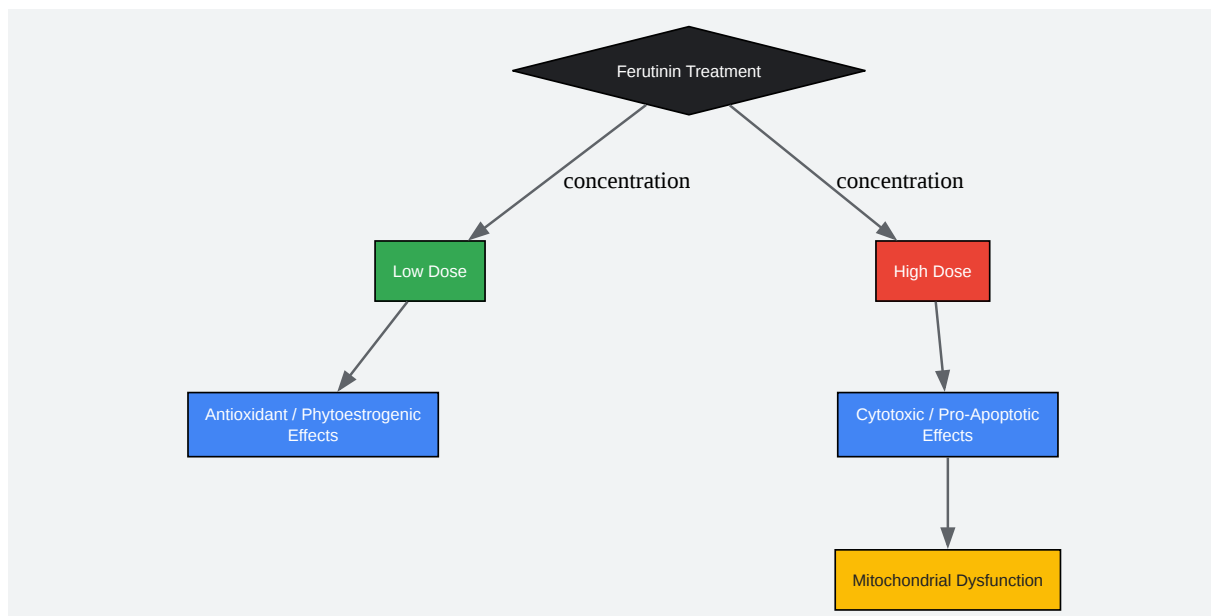 Ferutinin Treatment
concentration
concentration
Low Dose
High Dose
Antioxidant / Phytoestrogenic
Effects
Cytotoxic / Pro-Apoptotic
Effects
Mitochondrial Dysfunction